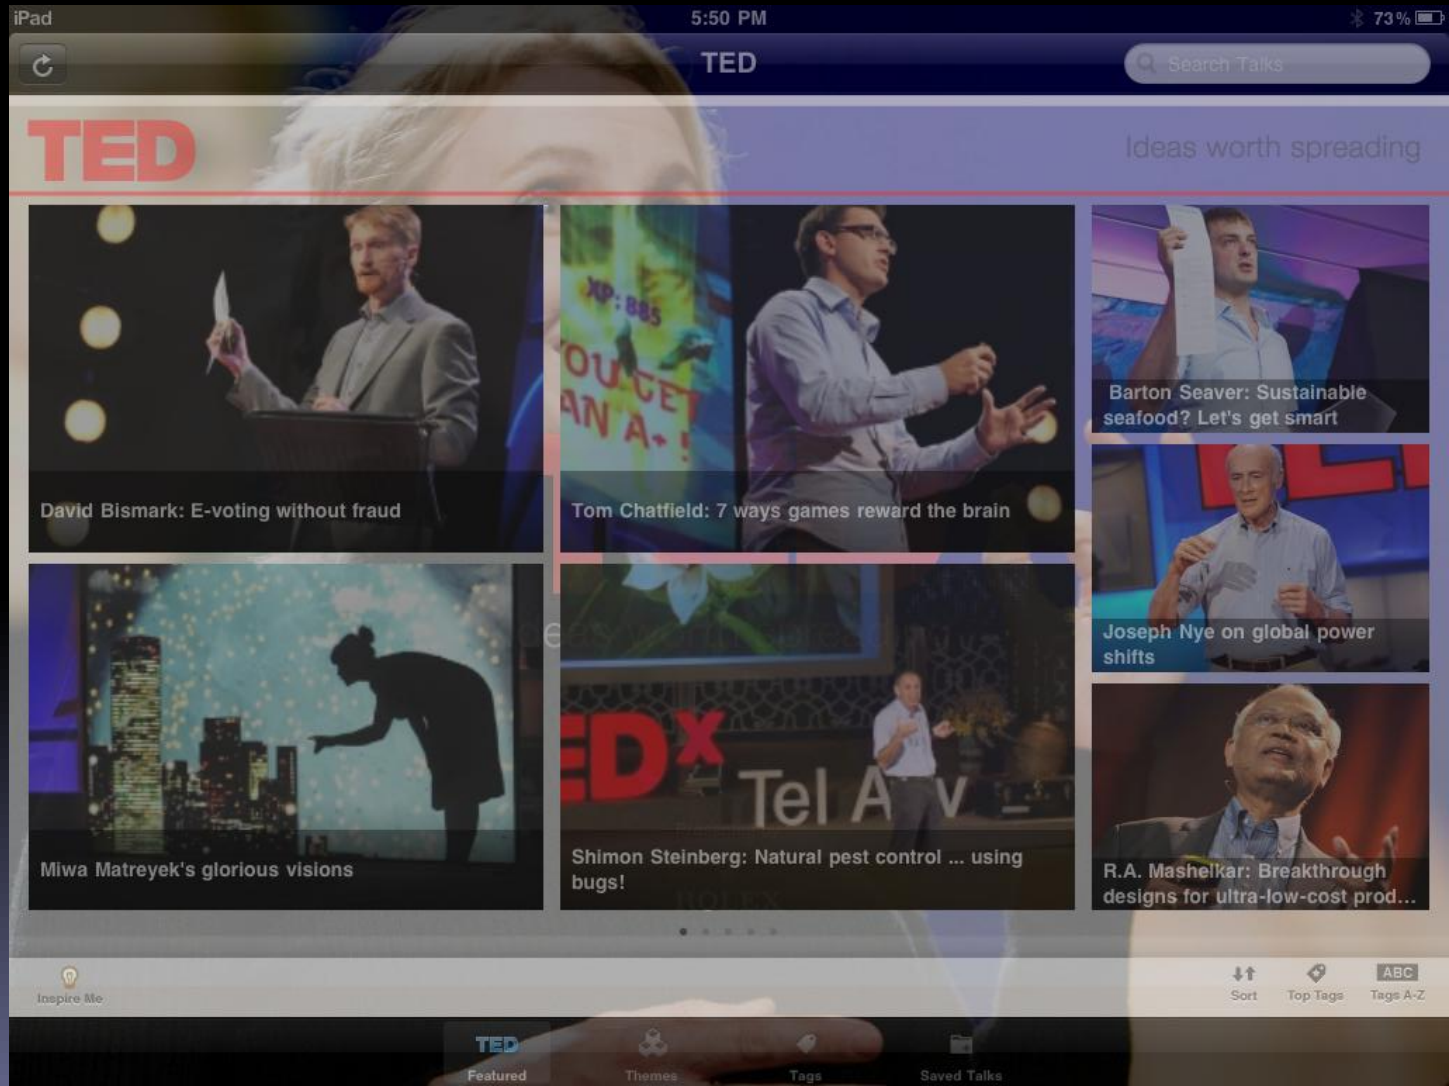 iPad
5:50 PM
73%
TED
Search Talks
TED
Ideas worth spreading
XP: 885
YOU GET
AN A+ !
David Bismark: E-voting without fraud
Tom Chatfield: 7 ways games reward the brain
Barton Seaver: Sustainable
seafood? Let's get smart
Joseph Nye on global power
shifts
Miwa Matreyek's glorious visions
TEDx
Tel Aviv
Shimon Steinberg: Natural pest control ... using
bugs!
R.A. Mashelkar: Breakthrough
designs for ultra-low-cost prod...
ROLEX
Inspire Me
Sort
Top Tags
ABC
Tags A-Z
TED
Featured
Themes
Tags
Saved Talks